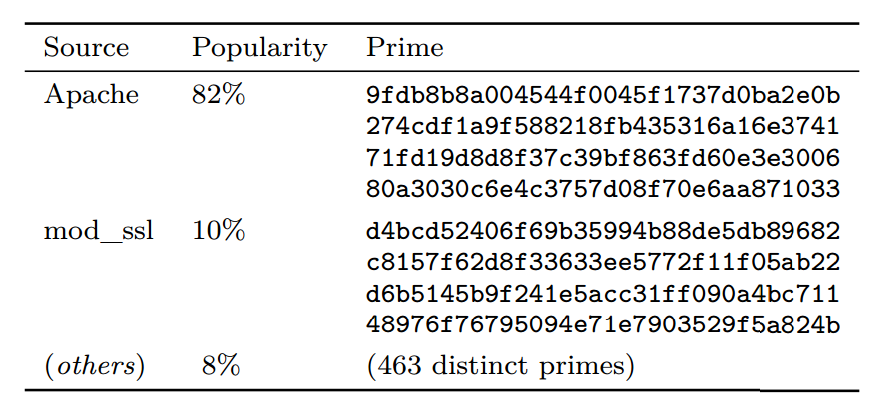 Source Popularity Prime
Apache 82% 9fdb8b8a004544f0045f1737d0ba2e0b
274cdf1a9f588218fb435316a16e3741
71fd19d8d8f37c39bf863fd60e3e3006
80a3030c6e4c3757d08f70e6aa871033
mod_ssl 10% d4bcd52406f69b35994b88de5db89682
c8157f62d8f33633ee5772f11f05ab22
d6b5145b9f241e5acc31ff090a4bc711
48976f76795094e71e7903529f5a824b
(others) 8% (463 distinct primes)